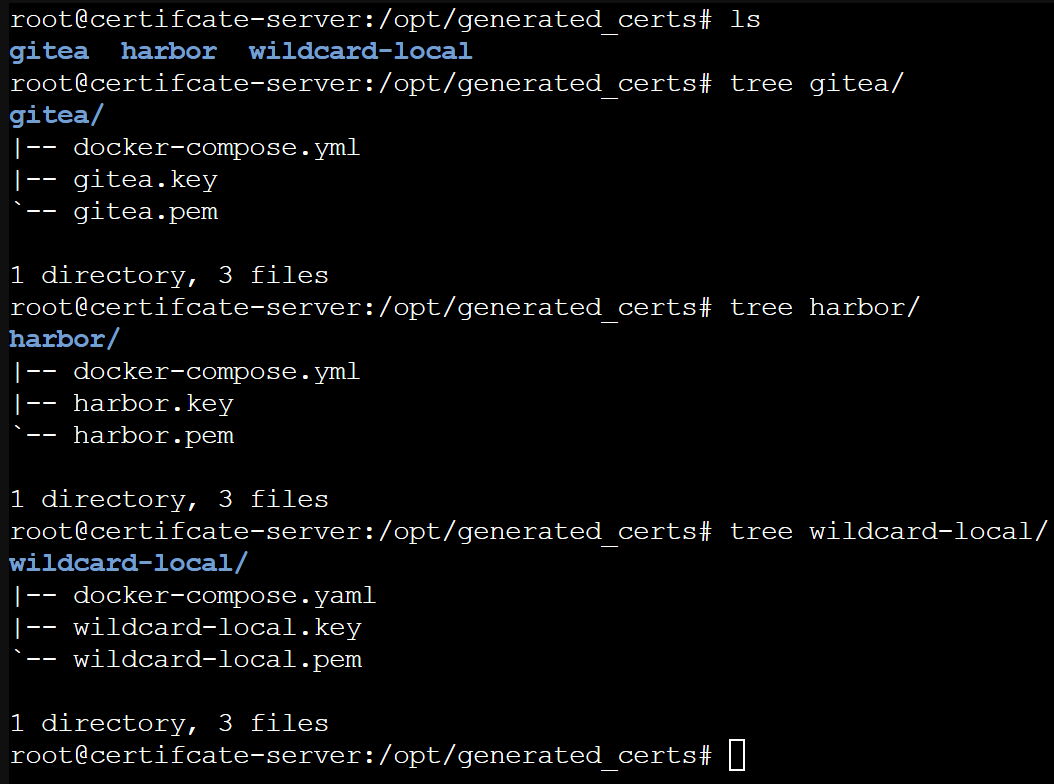 root@certifcate-server:/opt/generated_certs# ls
gitea  harbor  wildcard-local
root@certifcate-server:/opt/generated_certs# tree gitea/
gitea/
|-- docker-compose.yml
|-- gitea.key
`-- gitea.pem

1 directory, 3 files
root@certifcate-server:/opt/generated_certs# tree harbor/
harbor/
|-- docker-compose.yml
|-- harbor.key
`-- harbor.pem

1 directory, 3 files
root@certifcate-server:/opt/generated_certs# tree wildcard-local/
wildcard-local/
|-- docker-compose.yaml
|-- wildcard-local.key
`-- wildcard-local.pem

1 directory, 3 files
root@certifcate-server:/opt/generated_certs#